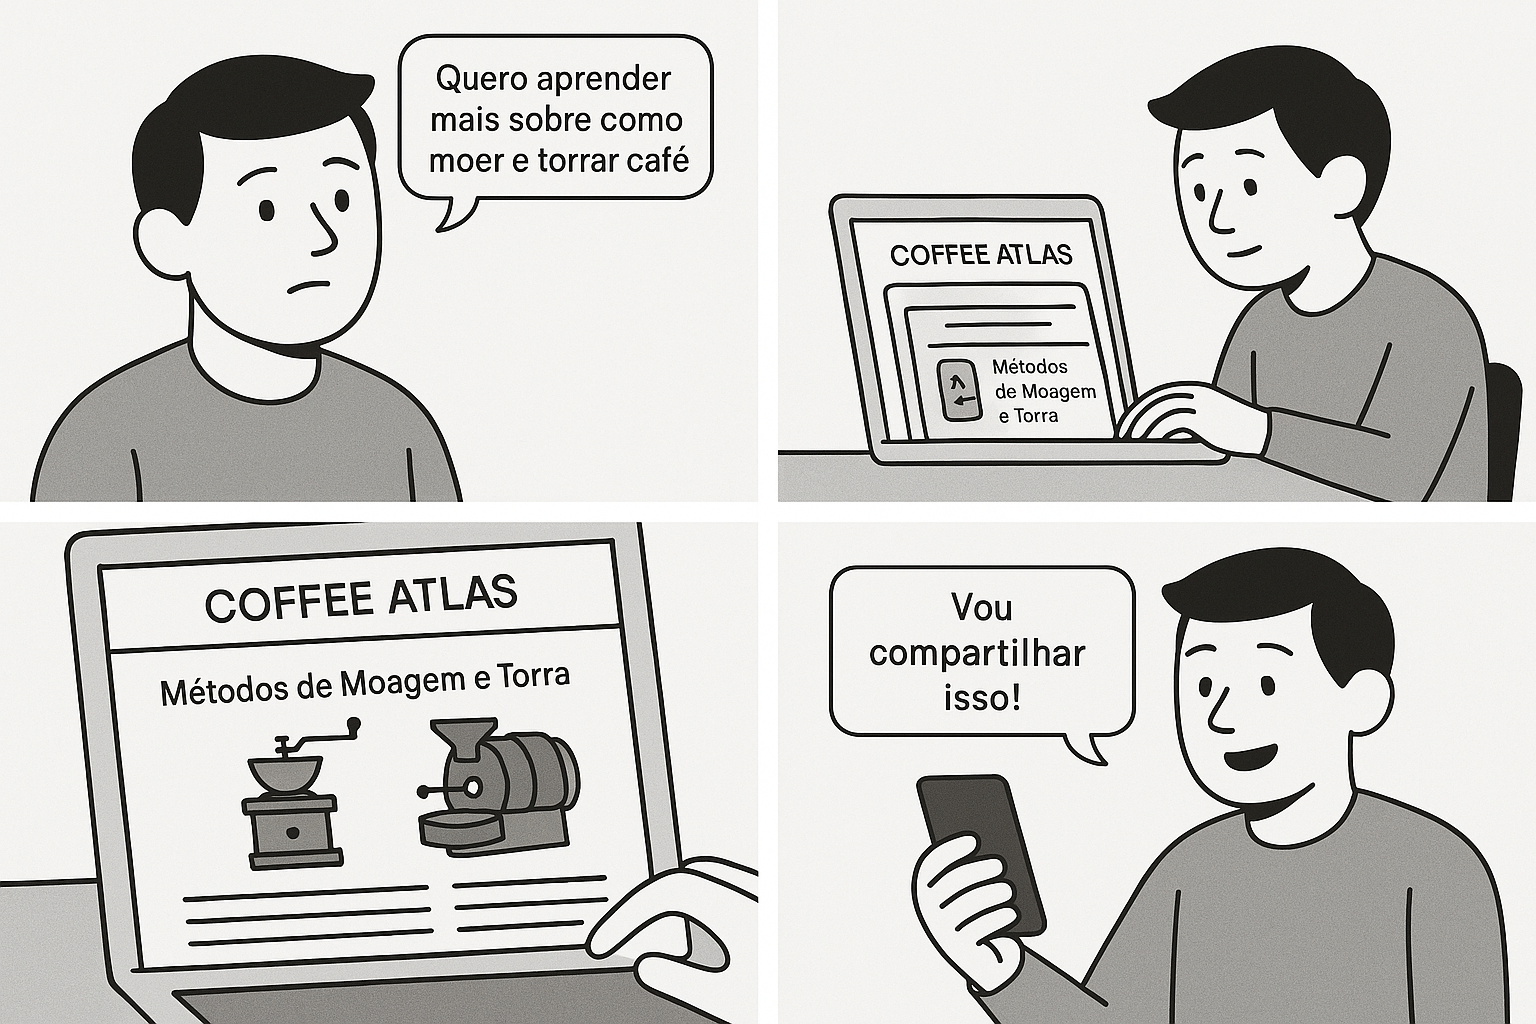 Quero aprender
mais sobre como
moer e torrar café
COFFEE ATLAS
Métodos
de Moagem
e Torra
COFFEE ATLAS
Métodos de Moagem e Torra
Vou
compartilhar
isso!